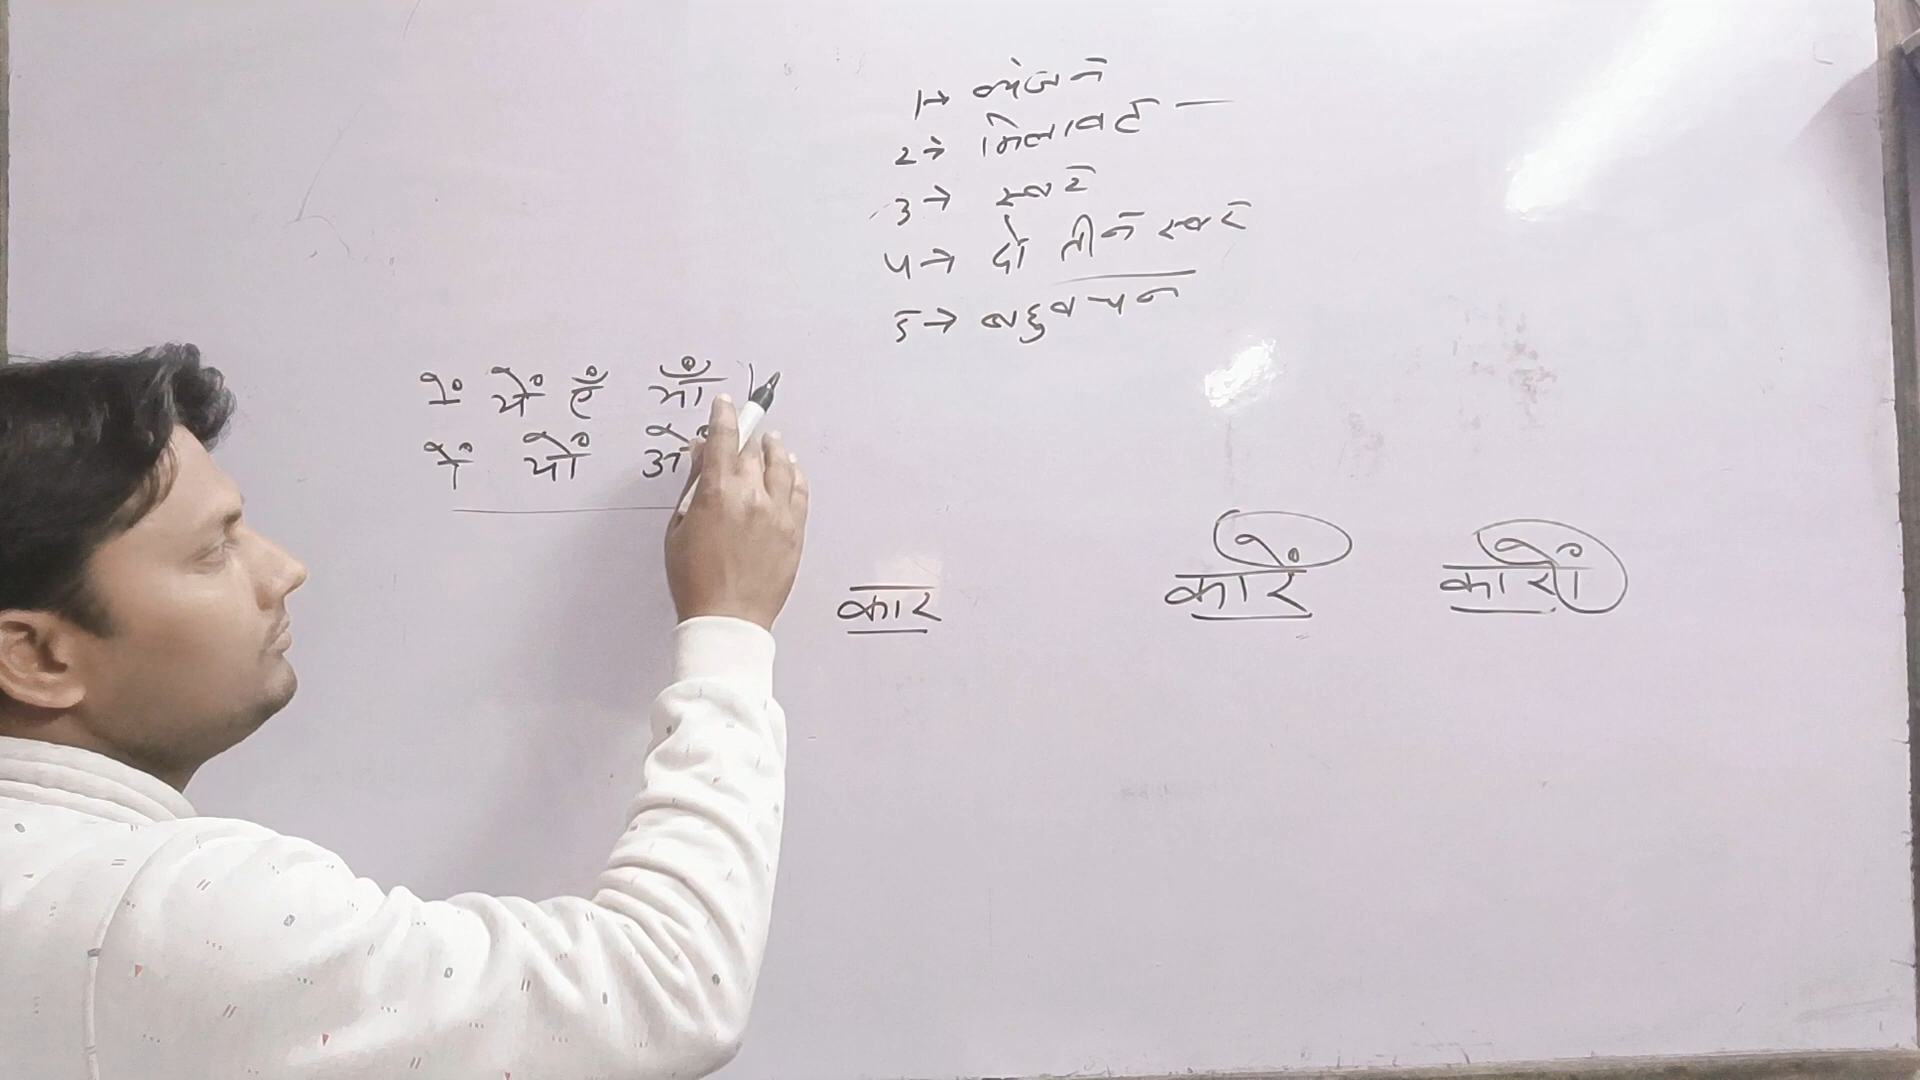 1→ व्यंजन
2→ मिलावट —
3→ स्वर
4→ दो तीन स्वर
5→ बहुवचन
यें एँ याँ
यों ओं
कार कारें कारों